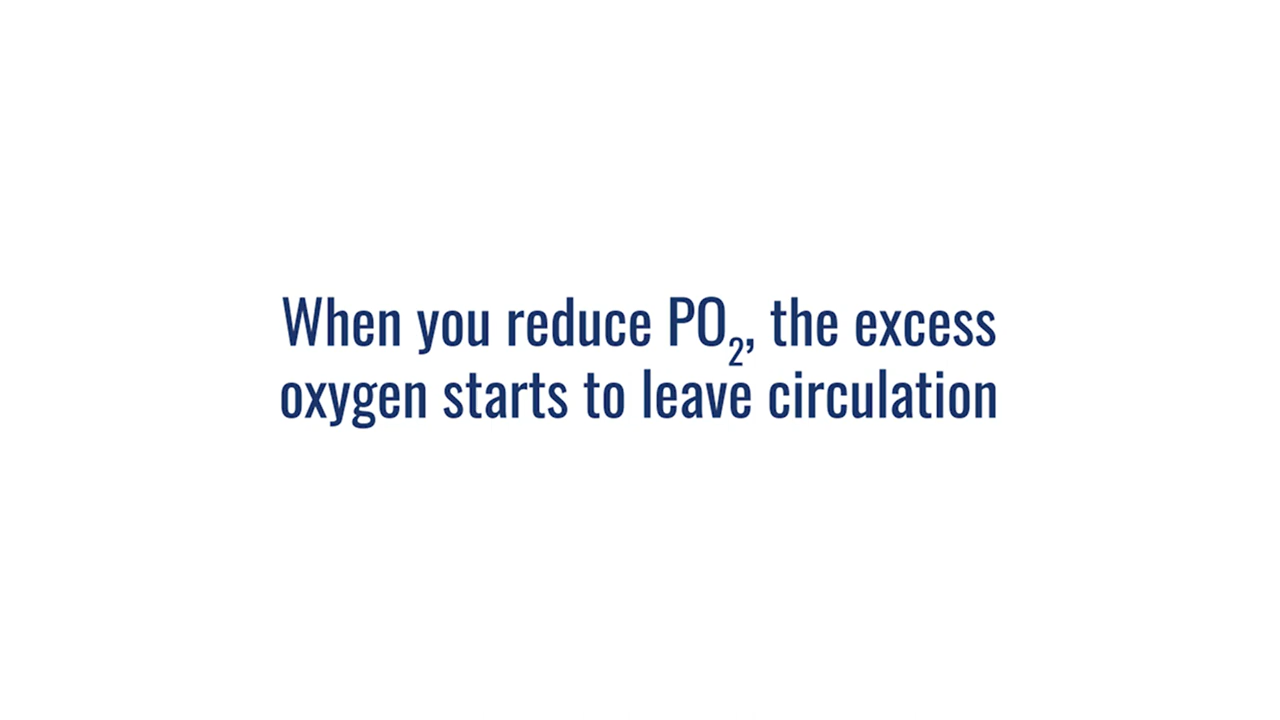 When you reduce PO₂, the excess
oxygen starts to leave circulation